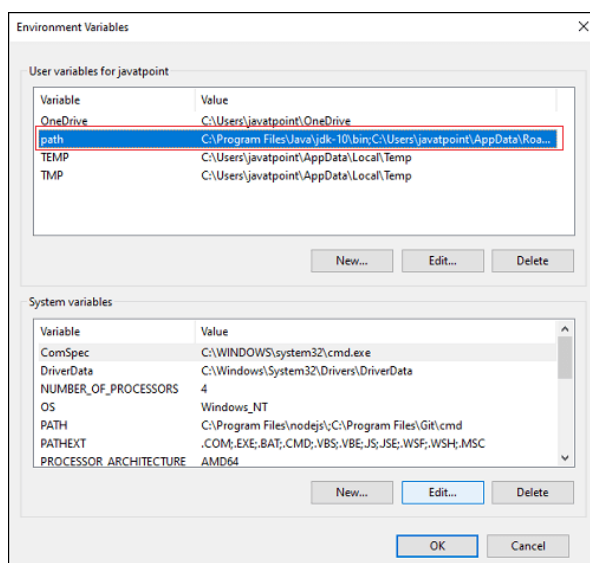 Environment Variables
User variables for javatpoint
Variable Value
OneDrive C:\Users\javatpoint\OneDrive
path C:\Program Files\Java\jdk-10\bin;C:\Users\javatpoint\AppData\Roa...
TEMP C:\Users\javatpoint\AppData\Local\Temp
TMP C:\Users\javatpoint\AppData\Local\Temp
New... Edit... Delete
System variables
Variable Value
ComSpec C:\WINDOWS\system32\cmd.exe
DriverData C:\Windows\System32\Drivers\DriverData
NUMBER_OF_PROCESSORS 4
OS Windows_NT
PATH C:\Program Files\nodejs\;C:\Program Files\Git\cmd
PATHEXT .COM;.EXE;.BAT;.CMD;.VBS;.VBE;.JS;.JSE;.WSF;.WSH;.MSC
PROCESSOR_ARCHITECTURE AMD64
New... Edit... Delete
OK Cancel